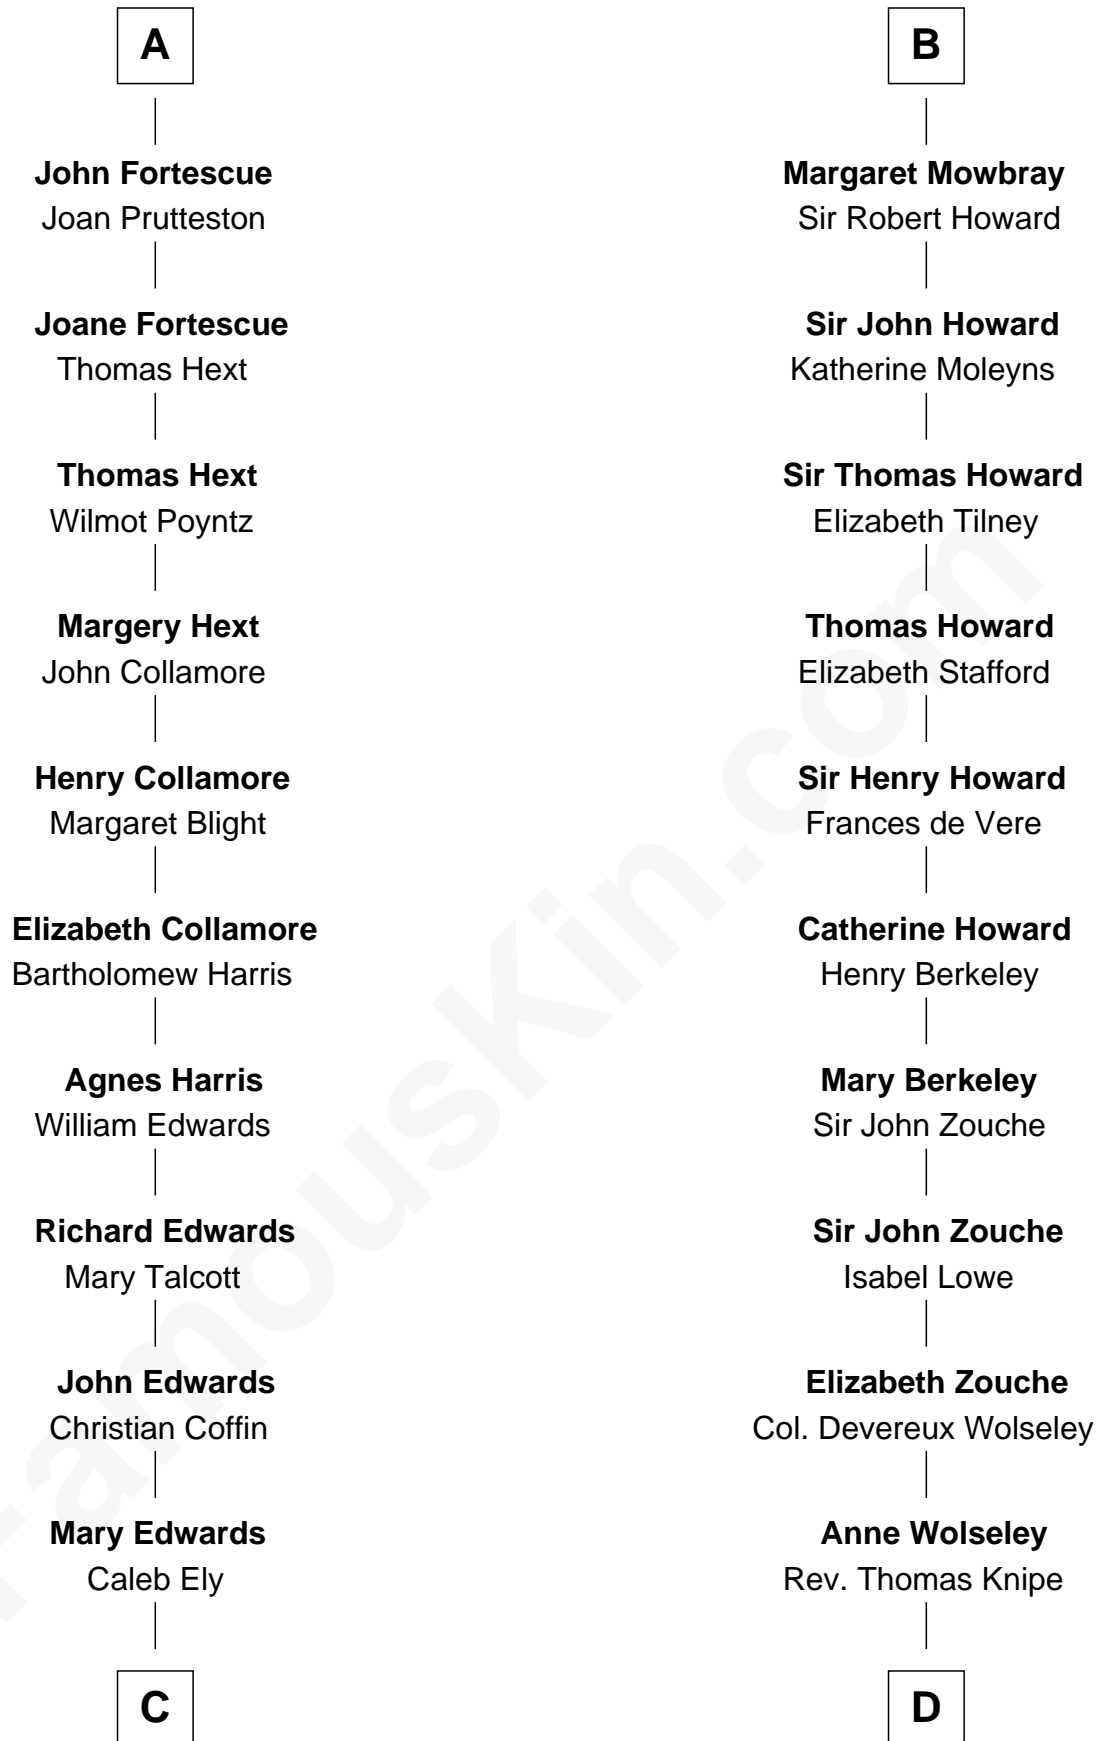 A
John Fortescue
Joan Prutteston
Joane Fortescue
Thomas Hext
Thomas Hext
Wilmot Poyntz
Margery Hext
John Collamore
Henry Collamore
Margaret Blight
Elizabeth Collamore
Bartholomew Harris
Agnes Harris
William Edwards
Richard Edwards
Mary Talcott
John Edwards
Christian Coffin
Mary Edwards
Caleb Ely
C
B
Margaret Mowbray
Sir Robert Howard
Sir John Howard
Katherine Moleyns
Sir Thomas Howard
Elizabeth Tilney
Thomas Howard
Elizabeth Stafford
Sir Henry Howard
Frances de Vere
Catherine Howard
Henry Berkeley
Mary Berkeley
Sir John Zouche
Sir John Zouche
Isabel Lowe
Elizabeth Zouche
Col. Devereux Wolseley
Anne Wolseley
Rev. Thomas Knipe
D
FamousKin.com